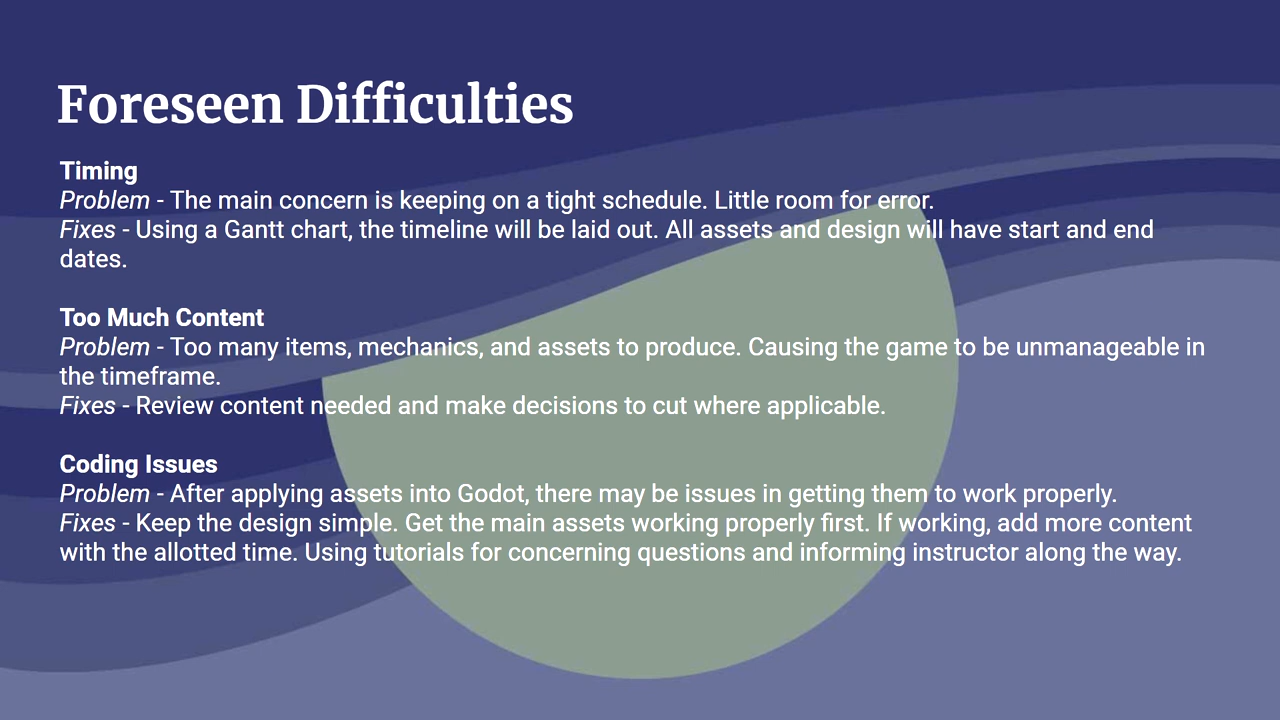 Foreseen Difficulties
Timing
Problem - The main concern is keeping on a tight schedule. Little room for error.
Fixes - Using a Gantt chart, the timeline will be laid out. All assets and design will have start and end
dates.
Too Much Content
Problem - Too many items, mechanics, and assets to produce. Causing the game to be unmanageable in
the timeframe.
Fixes - Review content needed and make decisions to cut where applicable.
Coding Issues
Problem - After applying assets into Godot, there may be issues in getting them to work properly.
Fixes - Keep the design simple. Get the main assets working properly first. If working, add more content
with the allotted time. Using tutorials for concerning questions and informing instructor along the way.